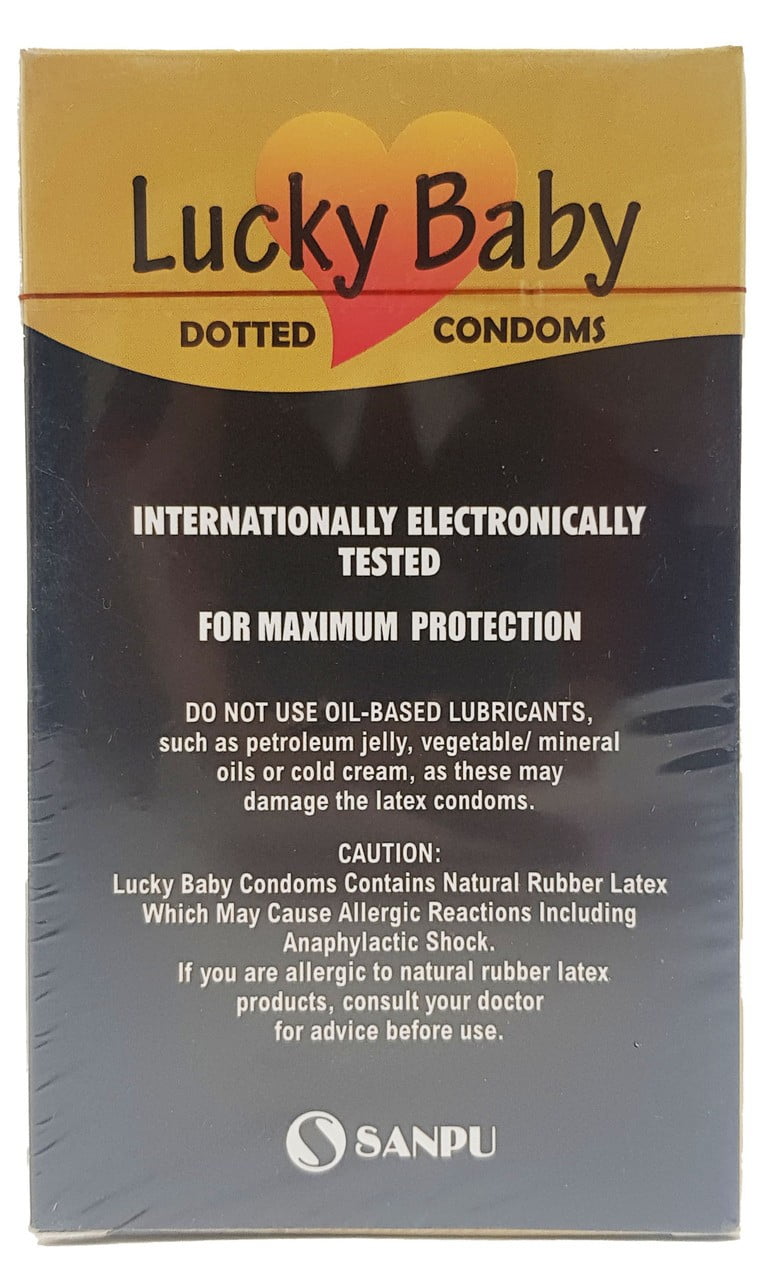 Lucky Baby
DOTTED CONDOMS
INTERNATIONALLY ELECTRONICALLY
TESTED
FOR MAXIMUM PROTECTION
DO NOT USE OIL-BASED LUBRICANTS,
such as petroleum jelly, vegetable/ mineral
oils or cold cream, as these may
damage the latex condoms.
CAUTION:
Lucky Baby Condoms Contains Natural Rubber Latex
Which May Cause Allergic Reactions Including
Anaphylactic Shock.
If you are allergic to natural rubber latex
products, consult your doctor
for advice before use.
SANPU